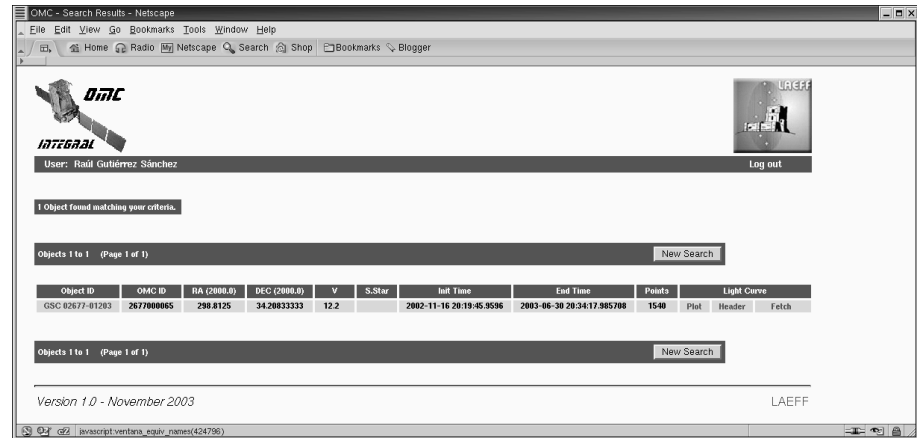 OMC - Search Results - Netscape
File Edit View Go Bookmarks Tools Window Help
Home Radio My Netscape Search Shop Bookmarks Blogger
OMC
INTEGRAL
LAEFF
User: Raúl Gutiérrez Sánchez Log out
1 Object found matching your criteria.
Objects 1 to 1 (Page 1 of 1) New Search
Object ID OMC ID RA (2000.0) DEC (2000.0) V S.Star Init Time End Time Points Light Curve
GSC 02677-01203 2677000065 298.8125 34.20833333 12.2 2002-11-16 20:19:45.9596 2003-06-30 20:34:17.985708 1540 Plot Header Fetch
Objects 1 to 1 (Page 1 of 1) New Search
Version 1.0 - November 2003 LAEFF
javascript:ventana_equiv_names(424796)